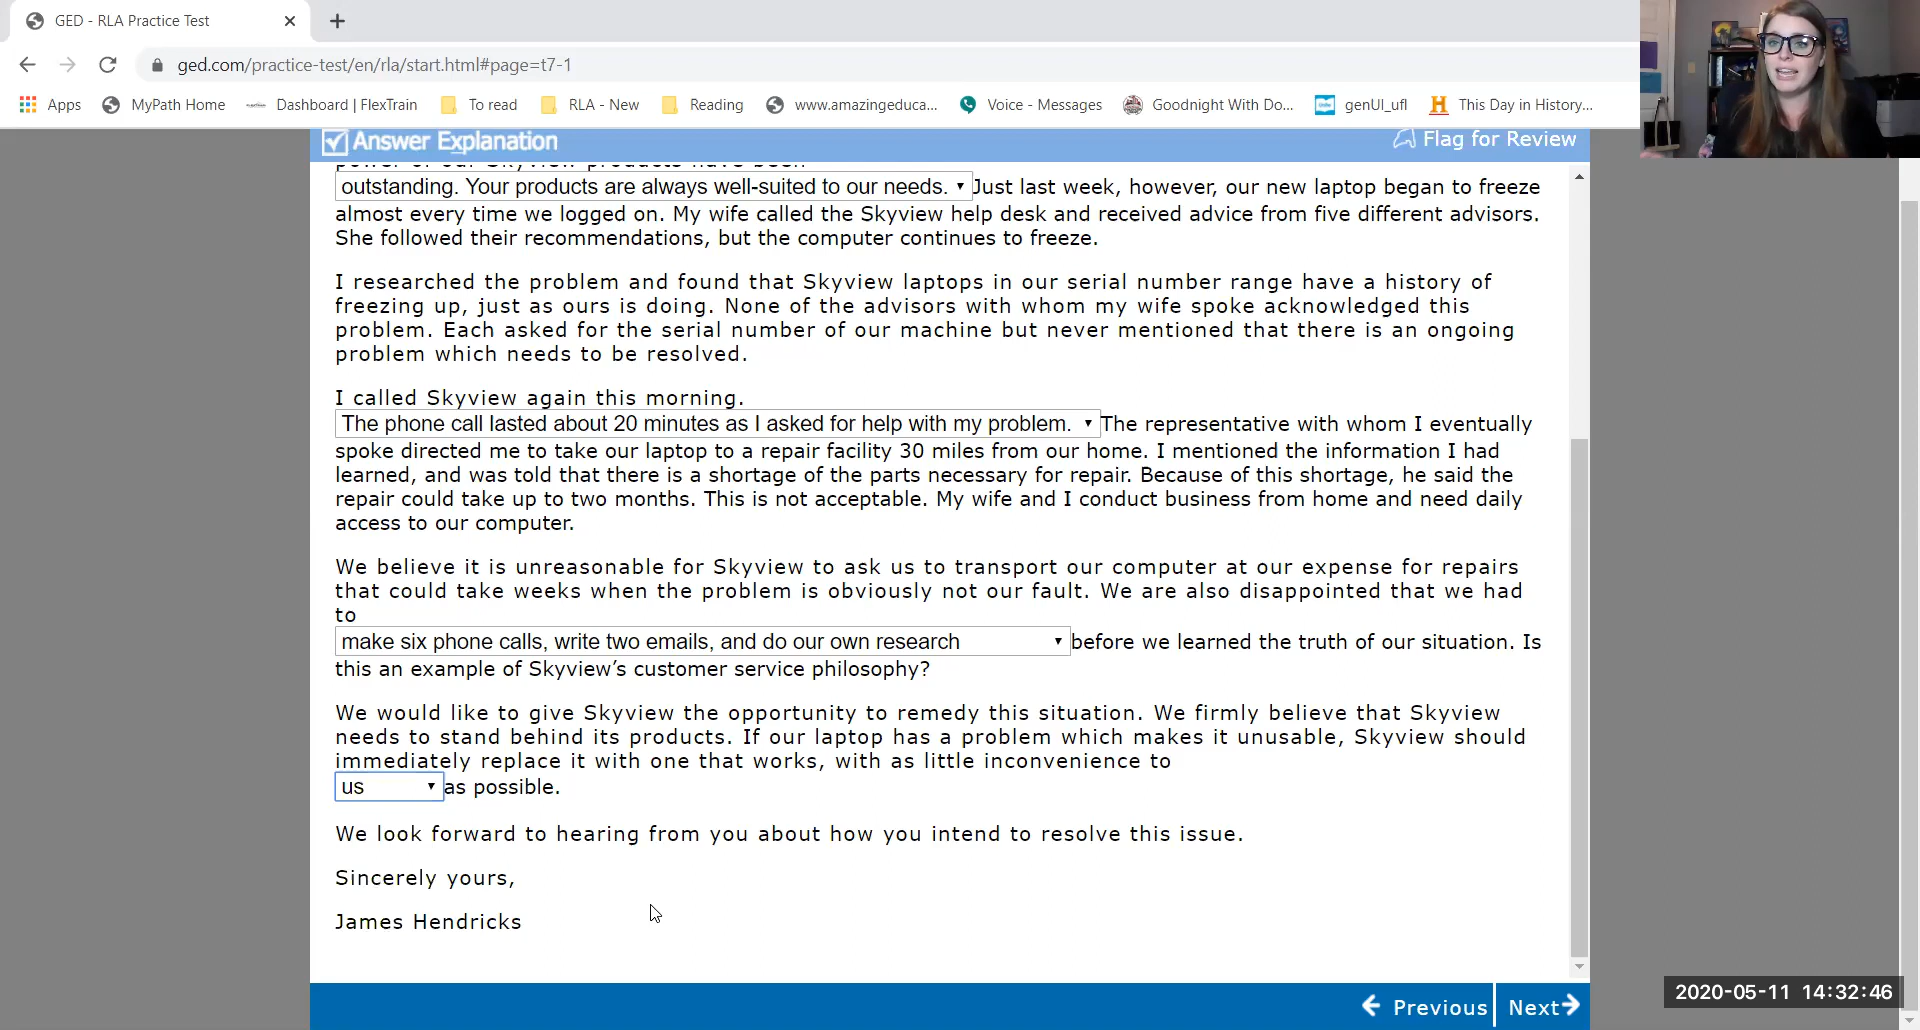 GED - RLA Practice Test
ged.com/practice-test/en/rla/start.html#page=t7-1
Apps MyPath Home Dashboard | FlexTrain To read RLA - New Reading www.amazingeduca... Voice - Messages Goodnight With Do... genUI_ufl This Day in History...
Answer Explanation Flag for Review
power of our Skyview products have been
outstanding. Your products are always well-suited to our needs. Just last week, however, our new laptop began to freeze
almost every time we logged on. My wife called the Skyview help desk and received advice from five different advisors.
She followed their recommendations, but the computer continues to freeze.
I researched the problem and found that Skyview laptops in our serial number range have a history of
freezing up, just as ours is doing. None of the advisors with whom my wife spoke acknowledged this
problem. Each asked for the serial number of our machine but never mentioned that there is an ongoing
problem which needs to be resolved.
I called Skyview again this morning.
The phone call lasted about 20 minutes as I asked for help with my problem. The representative with whom I eventually
spoke directed me to take our laptop to a repair facility 30 miles from our home. I mentioned the information I had
learned, and was told that there is a shortage of the parts necessary for repair. Because of this shortage, he said the
repair could take up to two months. This is not acceptable. My wife and I conduct business from home and need daily
access to our computer.
We believe it is unreasonable for Skyview to ask us to transport our computer at our expense for repairs
that could take weeks when the problem is obviously not our fault. We are also disappointed that we had
to
make six phone calls, write two emails, and do our own research before we learned the truth of our situation. Is
this an example of Skyview's customer service philosophy?
We would like to give Skyview the opportunity to remedy this situation. We firmly believe that Skyview
needs to stand behind its products. If our laptop has a problem which makes it unusable, Skyview should
immediately replace it with one that works, with as little inconvenience to
us as possible.
We look forward to hearing from you about how you intend to resolve this issue.
Sincerely yours,
James Hendricks
Previous Next
2020-05-11 14:32:46